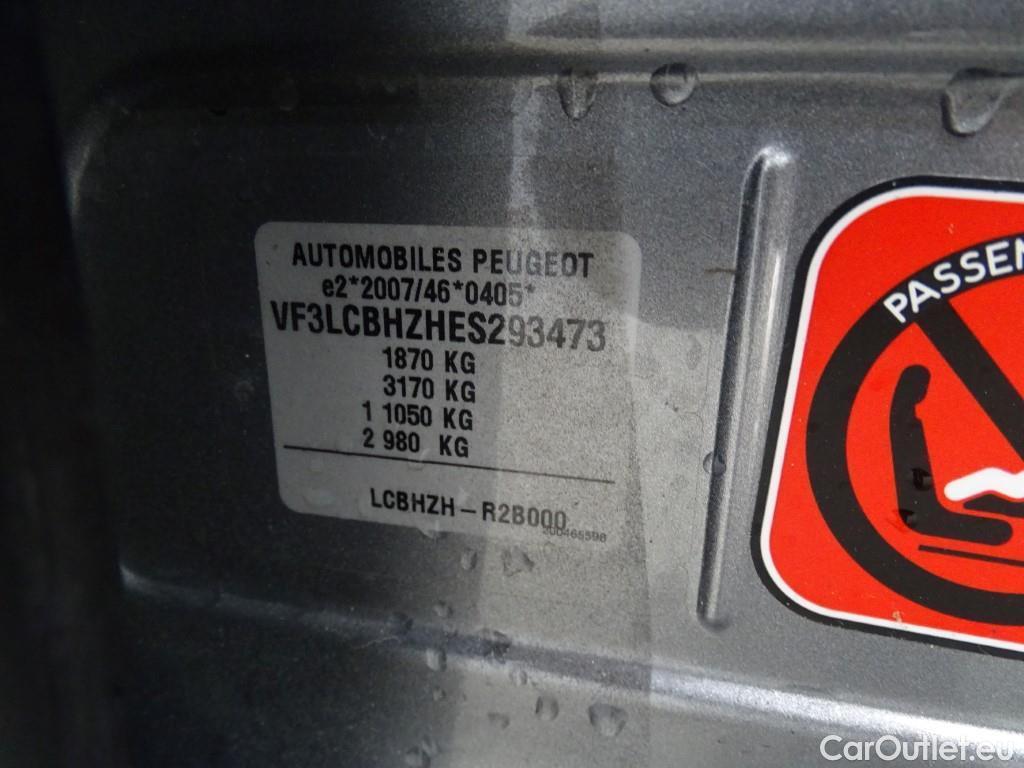 AUTOMOBILES PEUGEOT
e2*2007/46*0405*
VF3LCBHZHES293473
1870 KG
3170 KG
1 1050 KG
2 980 KG
LCBHZH - R2B000
PASSEN
CarOutlet.eu